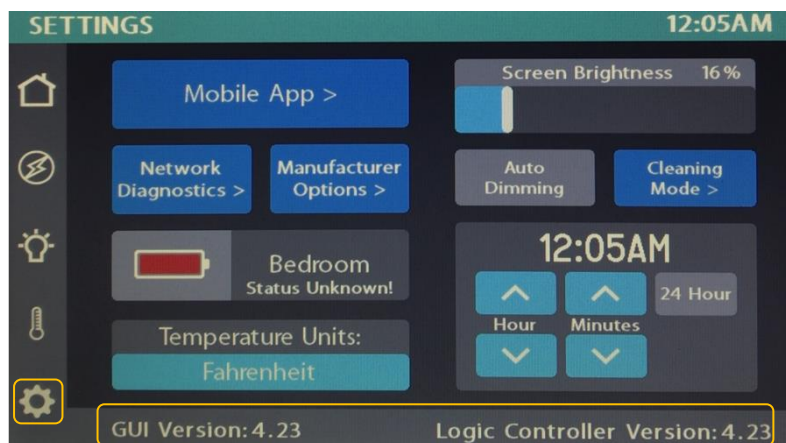 SETTINGS
12:05AM
Mobile App >
Screen Brightness 16%
Network
Diagnostics >
Manufacturer
Options >
Auto
Dimming
Cleaning
Mode >
Bedroom
Status Unknown!
12:05AM
24 Hour
Hour
Minutes
Temperature Units:
Fahrenheit
GUI Version: 4.23
Logic Controller Version: 4.23